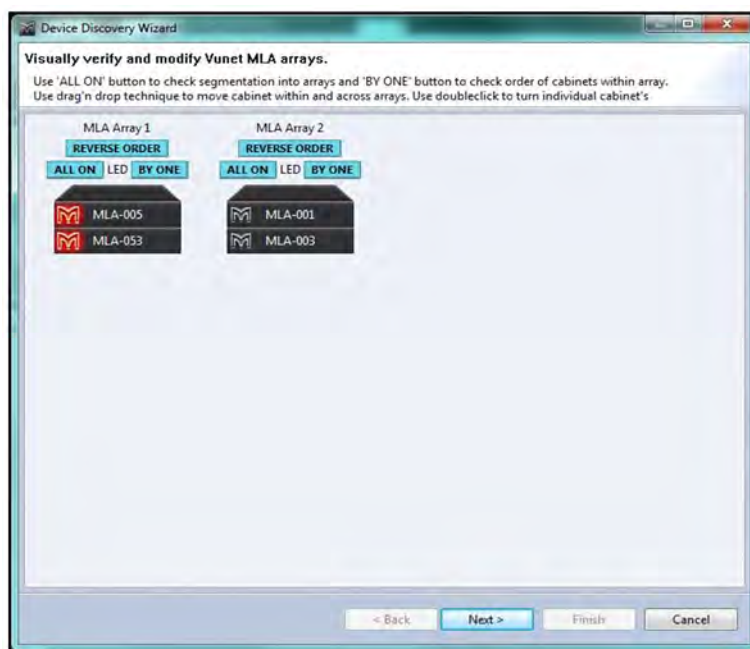 Device Discovery Wizard
Visually verify and modify Vunet MLA arrays.
Use 'ALL ON' button to check segmentation into arrays and 'BY ONE' button to check order of cabinets within array.
Use drag'n drop technique to move cabinet within and across arrays. Use doubleclick to turn individual cabinet's
MLA Array 1 MLA Array 2
REVERSE ORDER REVERSE ORDER
ALL ON LED BY ONE ALL ON LED BY ONE
MLA-005 MLA-001
MLA-053 MLA-003
< Back Next > Finish Cancel